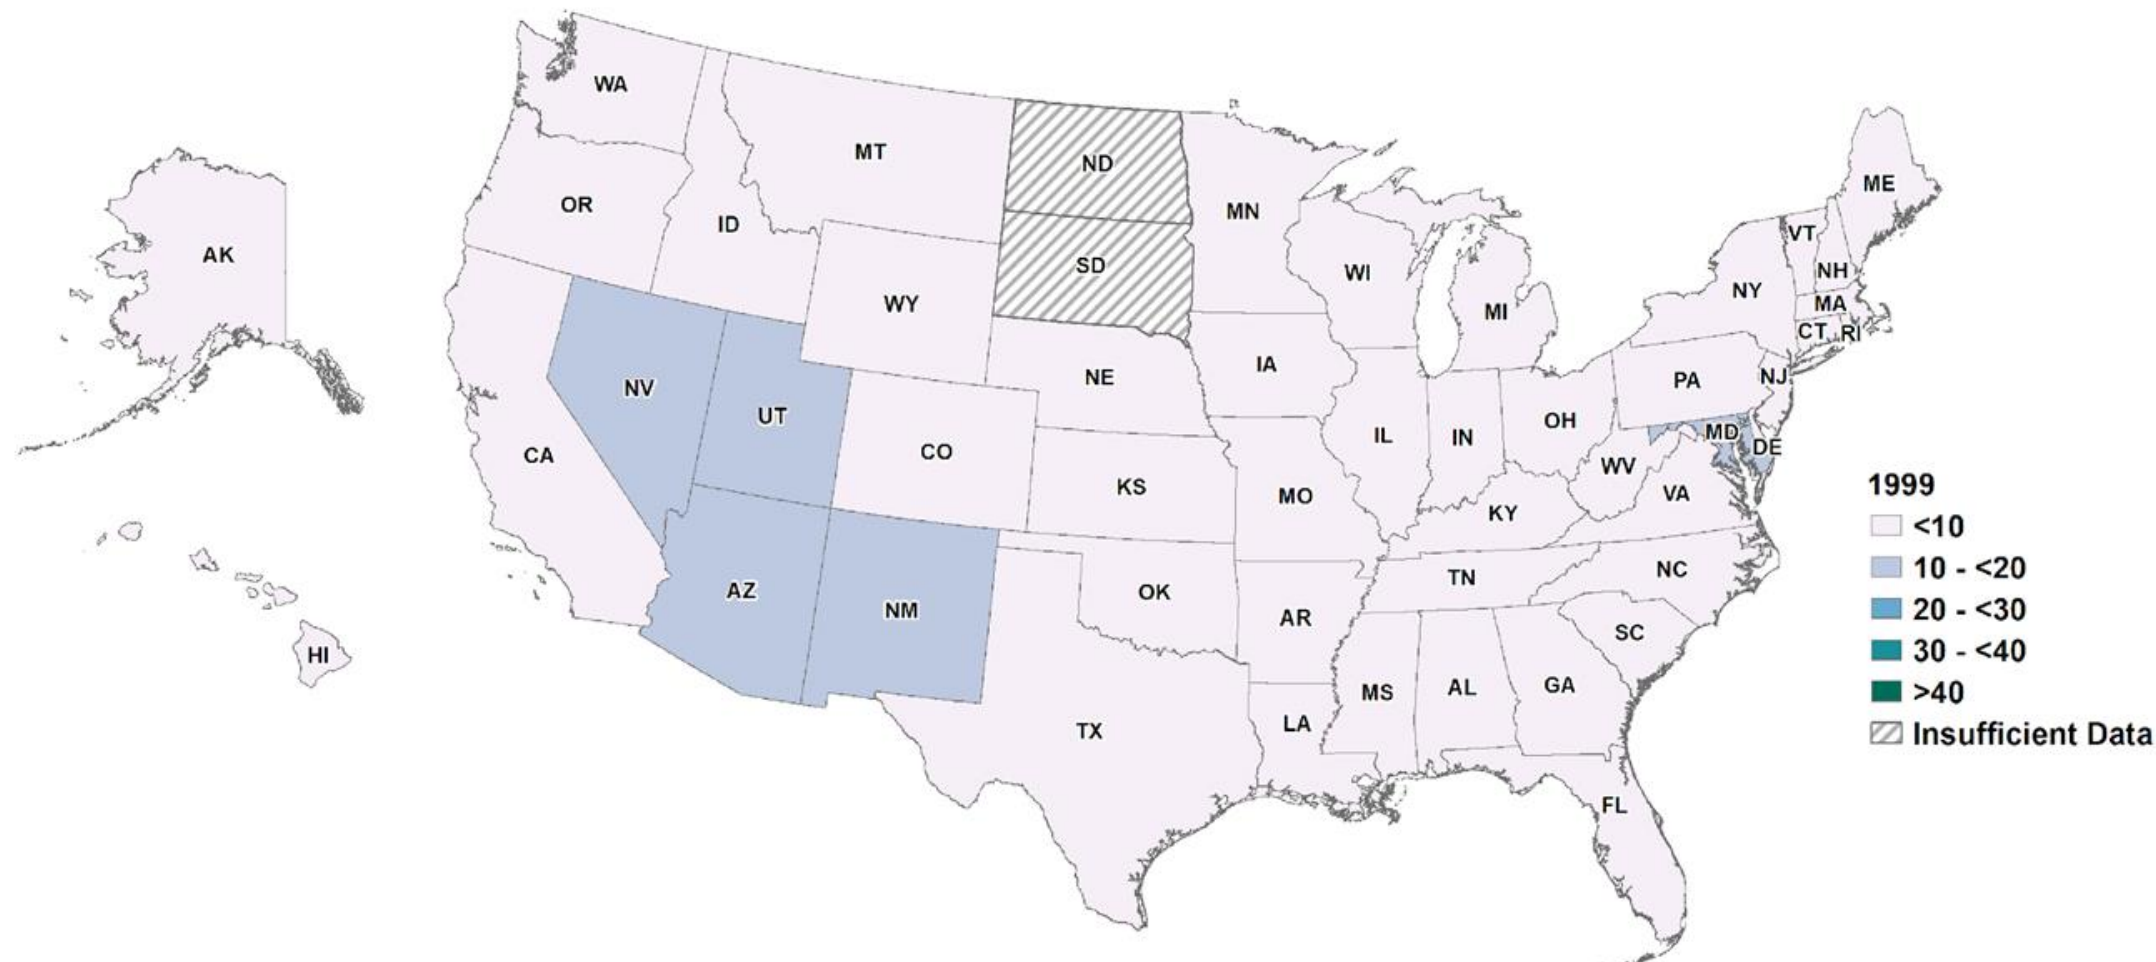 WA
MT
ND
ME
OR
ID
MN
VT
AK
SD
WI
NH
NY
MA
WY
MI
CT
RI
IA
NE
NJ
PA
NV
UT
OH
MD
IL
IN
DE
CO
CA
WV
KS
MO
VA
1999
KY
<10
NC
10 - <20
TN
AZ
OK
20 - <30
NM
AR
SC
HI
30 - <40
GA
AL
MS
>40
LA
TX
Insufficient Data
FL